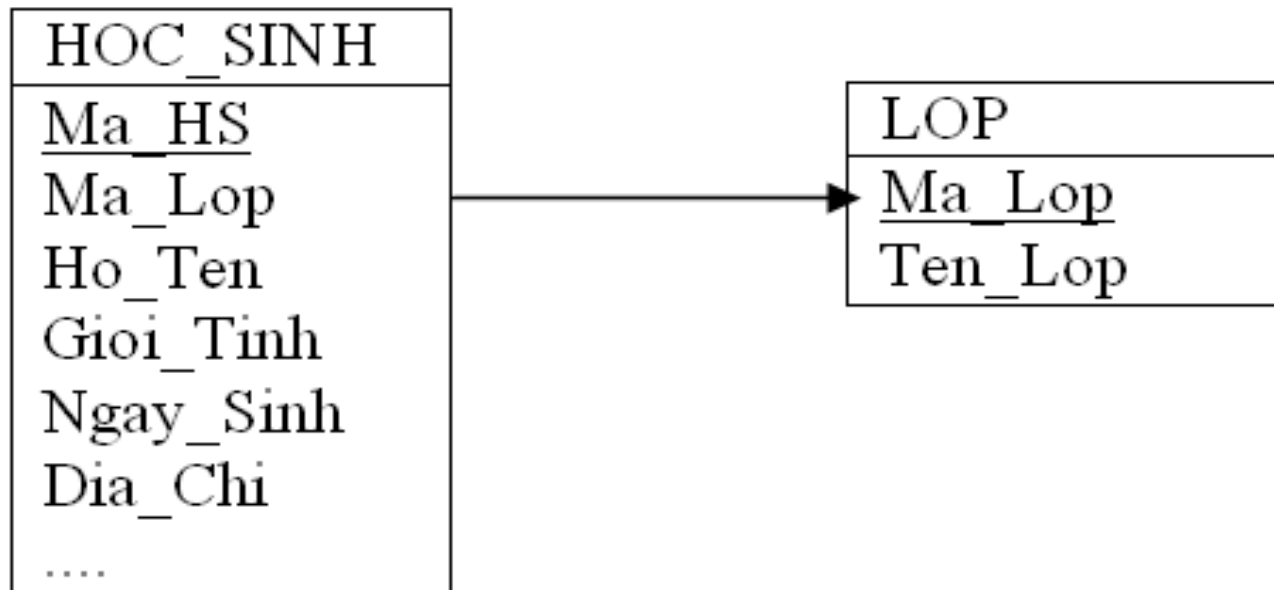 HOC_SINH
Ma_HS
Ma_Lop
Ho_Ten
Gioi_Tinh
Ngay_Sinh
Dia_Chi
....
LOP
Ma_Lop
Ten_Lop